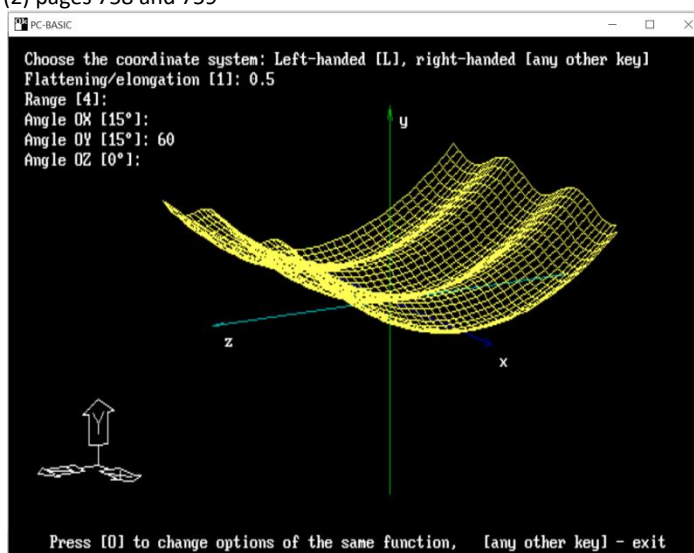 (2) pages 738 and 739
PC-BASIC
Choose the coordinate system: Left-handed [L], right-handed [any other key]
Flattening/elongation [1]: 0.5
Range [4]:
Angle OX [15°]:
Angle OY [15°]: 60
Angle OZ [0°]:
y
z
x
Y
Press [O] to change options of the same function, [any other key] - exit